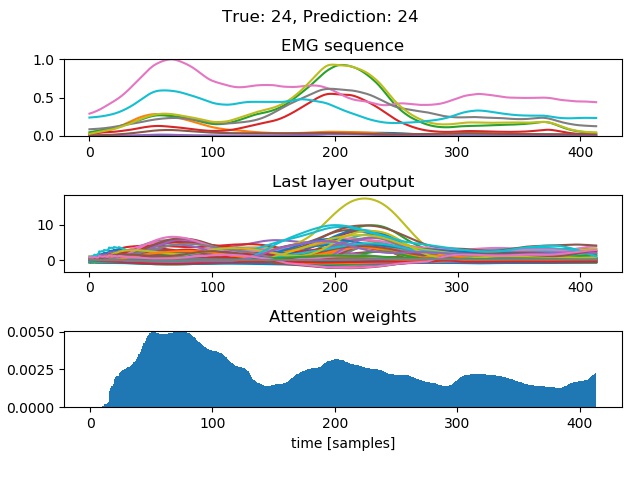 True: 24, Prediction: 24
EMG sequence
1.0
0.5
0.0
0 100 200 300 400
Last layer output
10
0
0 100 200 300 400
Attention weights
0.0050
0.0025
0.0000
0 100 200 300 400
time [samples]